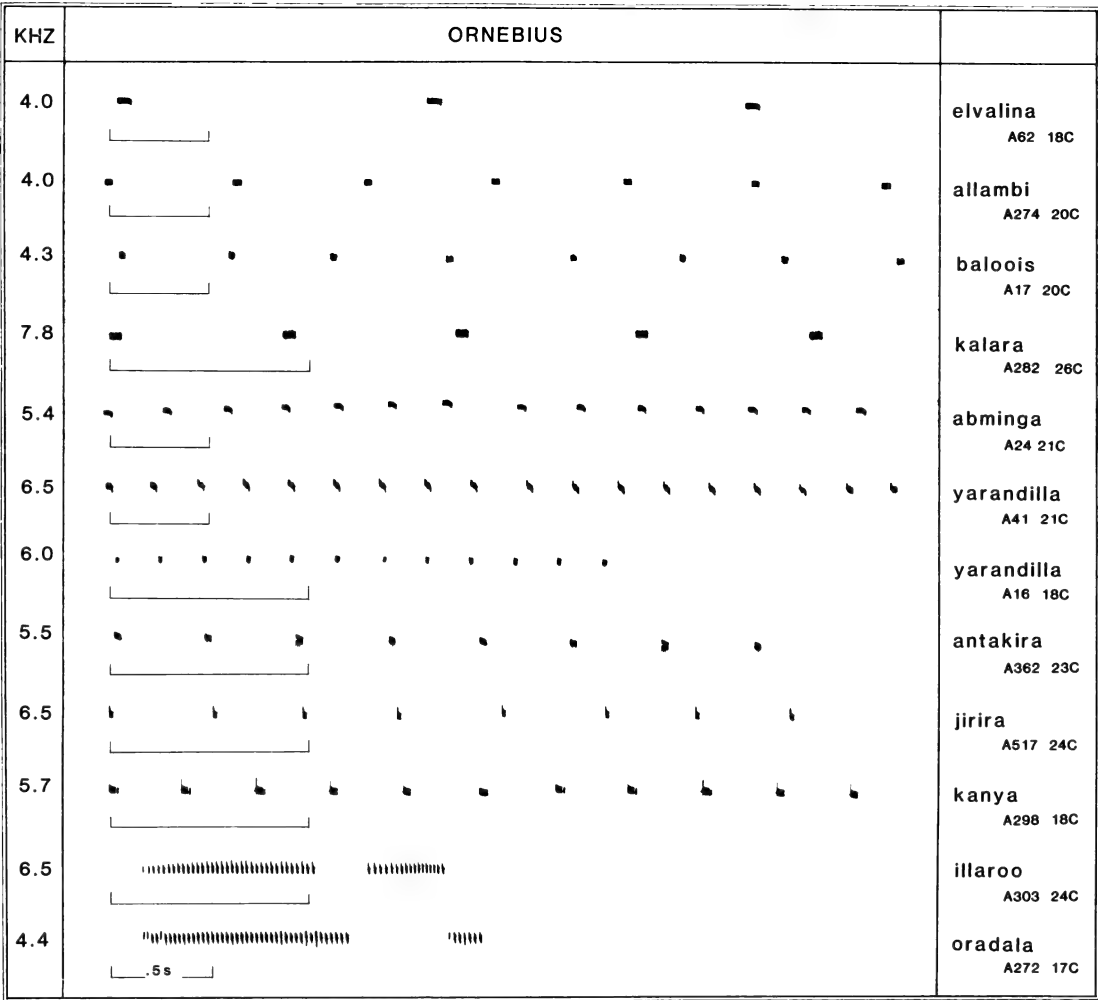 KHZ ORNEBIUS
4.0 elvalina
A62 18C
4.0 allambi
A274 20C
4.3 baloois
A17 20C
7.8 kalara
A282 26C
5.4 abminga
A24 21C
6.5 yarandilla
A41 21C
6.0 yarandilla
A16 18C
5.5 antakira
A362 23C
6.5 jirira
A517 24C
5.7 kanya
A298 18C
6.5 illaroo
A303 24C
4.4 oradala
.5s A272 17C